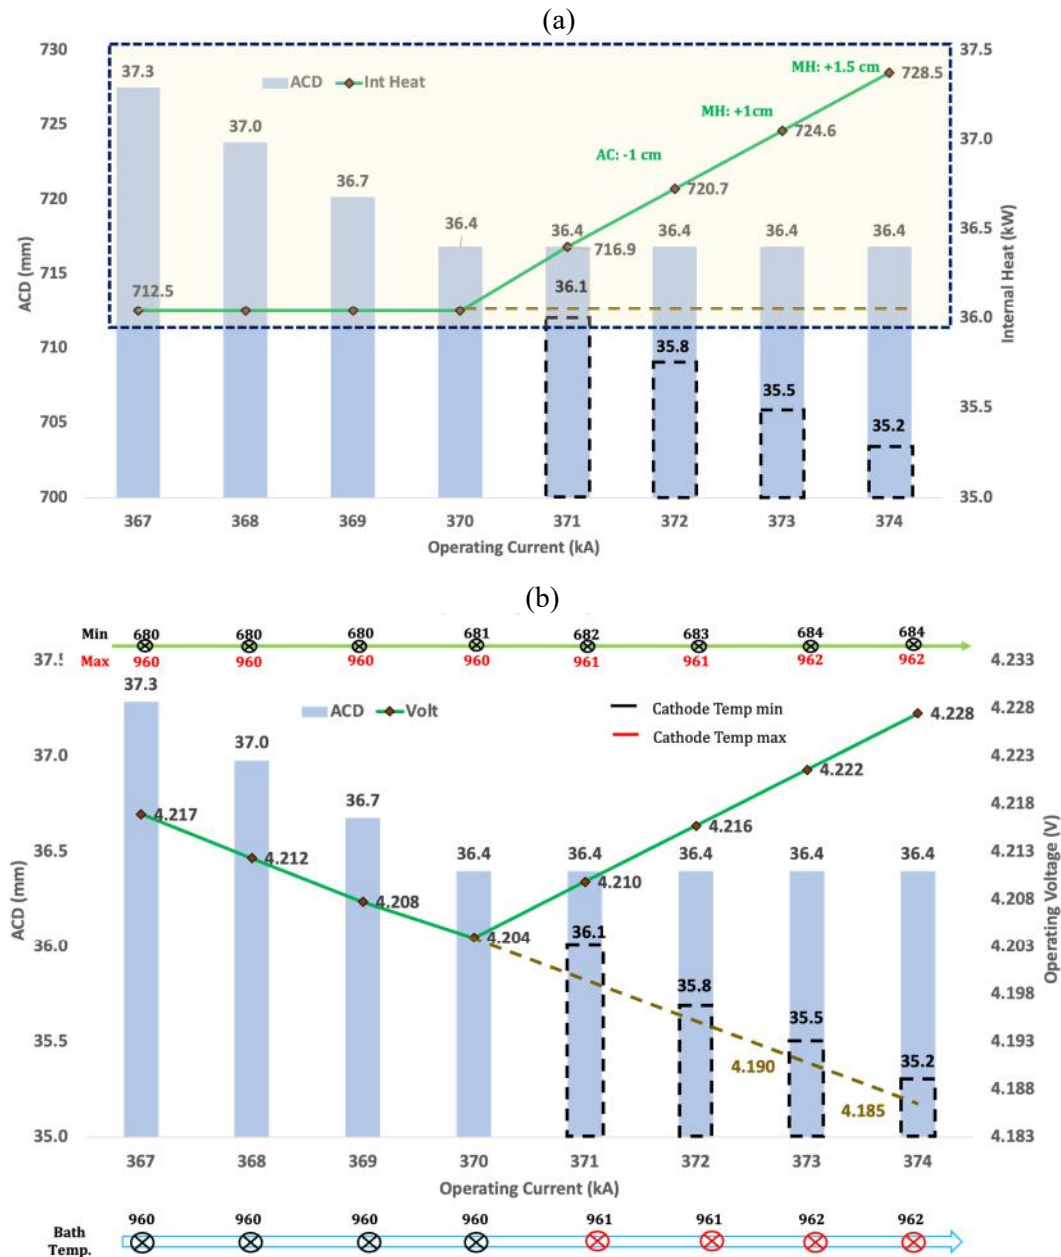 (a)
730
725
720
715
710
705
700
ACD (mm)
37.5
37.0
36.5
36.0
35.5
35.0
Internal Heat (kW)
ACD
Int Heat
MH: +1.5 cm
MH: +1cm
AC: -1 cm
37.3
37.0
36.7
36.4
36.4
36.4
36.4
36.4
712.5
716.9
720.7
724.6
728.5
36.1
35.8
35.5
35.2
367 368 369 370 371 372 373 374
Operating Current (kA)
(b)
Min 680 680 680 681 682 683 684 684
Max 960 960 960 960 961 961 962 962
37.5
37.0
36.5
36.0
35.5
35.0
ACD (mm)
4.233
4.228
4.223
4.218
4.213
4.208
4.203
4.198
4.193
4.188
4.183
Operating Voltage (V)
ACD
Volt
Cathode Temp min
Cathode Temp max
37.3
37.0
36.7
36.4
36.4
36.4
36.4
36.4
4.217
4.212
4.208
4.204
4.210
4.216
4.222
4.228
36.1
35.8
35.5
35.2
4.190
4.185
367 368 369 370 371 372 373 374
Operating Current (kA)
960 960 960 960 961 961 962 962
Bath
Temp.